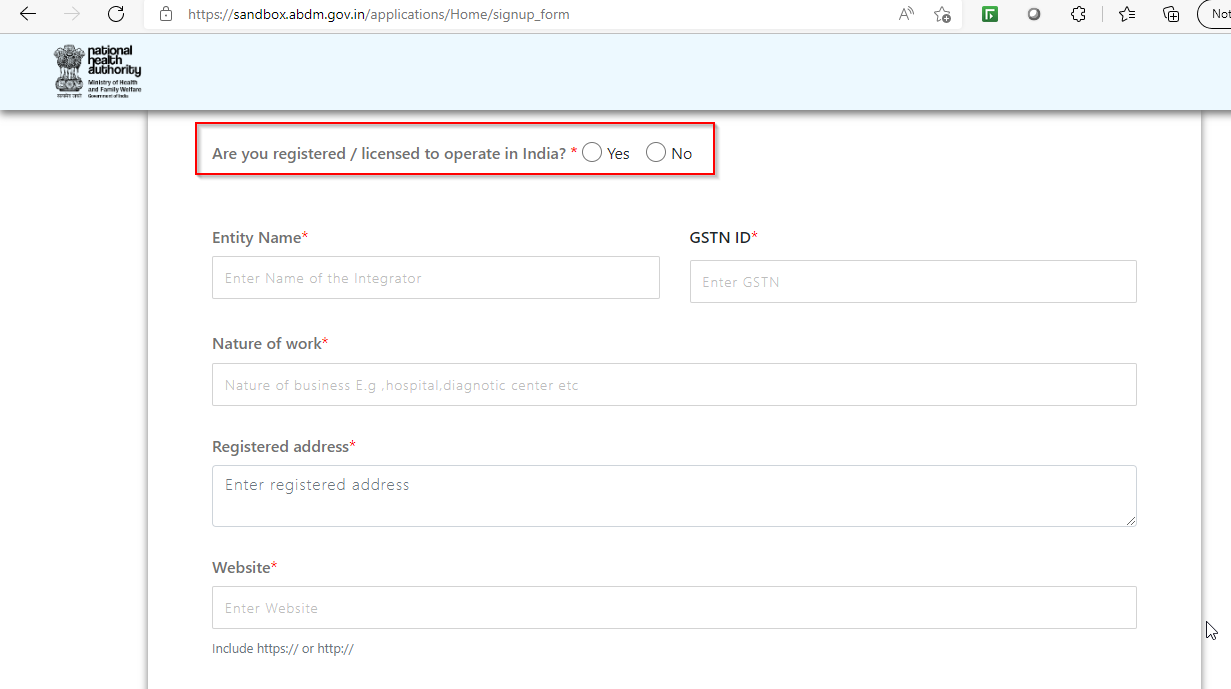 https://sandbox.abdm.gov.in/applications/Home/signup_form
Not
national
health
authority
Ministry of Health
and Family Welfare
Government of India
सत्यमेव जयते
Are you registered / licensed to operate in India? * Yes No
Entity Name*
GSTN ID*
Enter Name of the Integrator
Enter GSTN
Nature of work*
Nature of business E.g ,hospital,diagnotic center etc
Registered address*
Enter registered address
Website*
Enter Website
Include https:// or http://